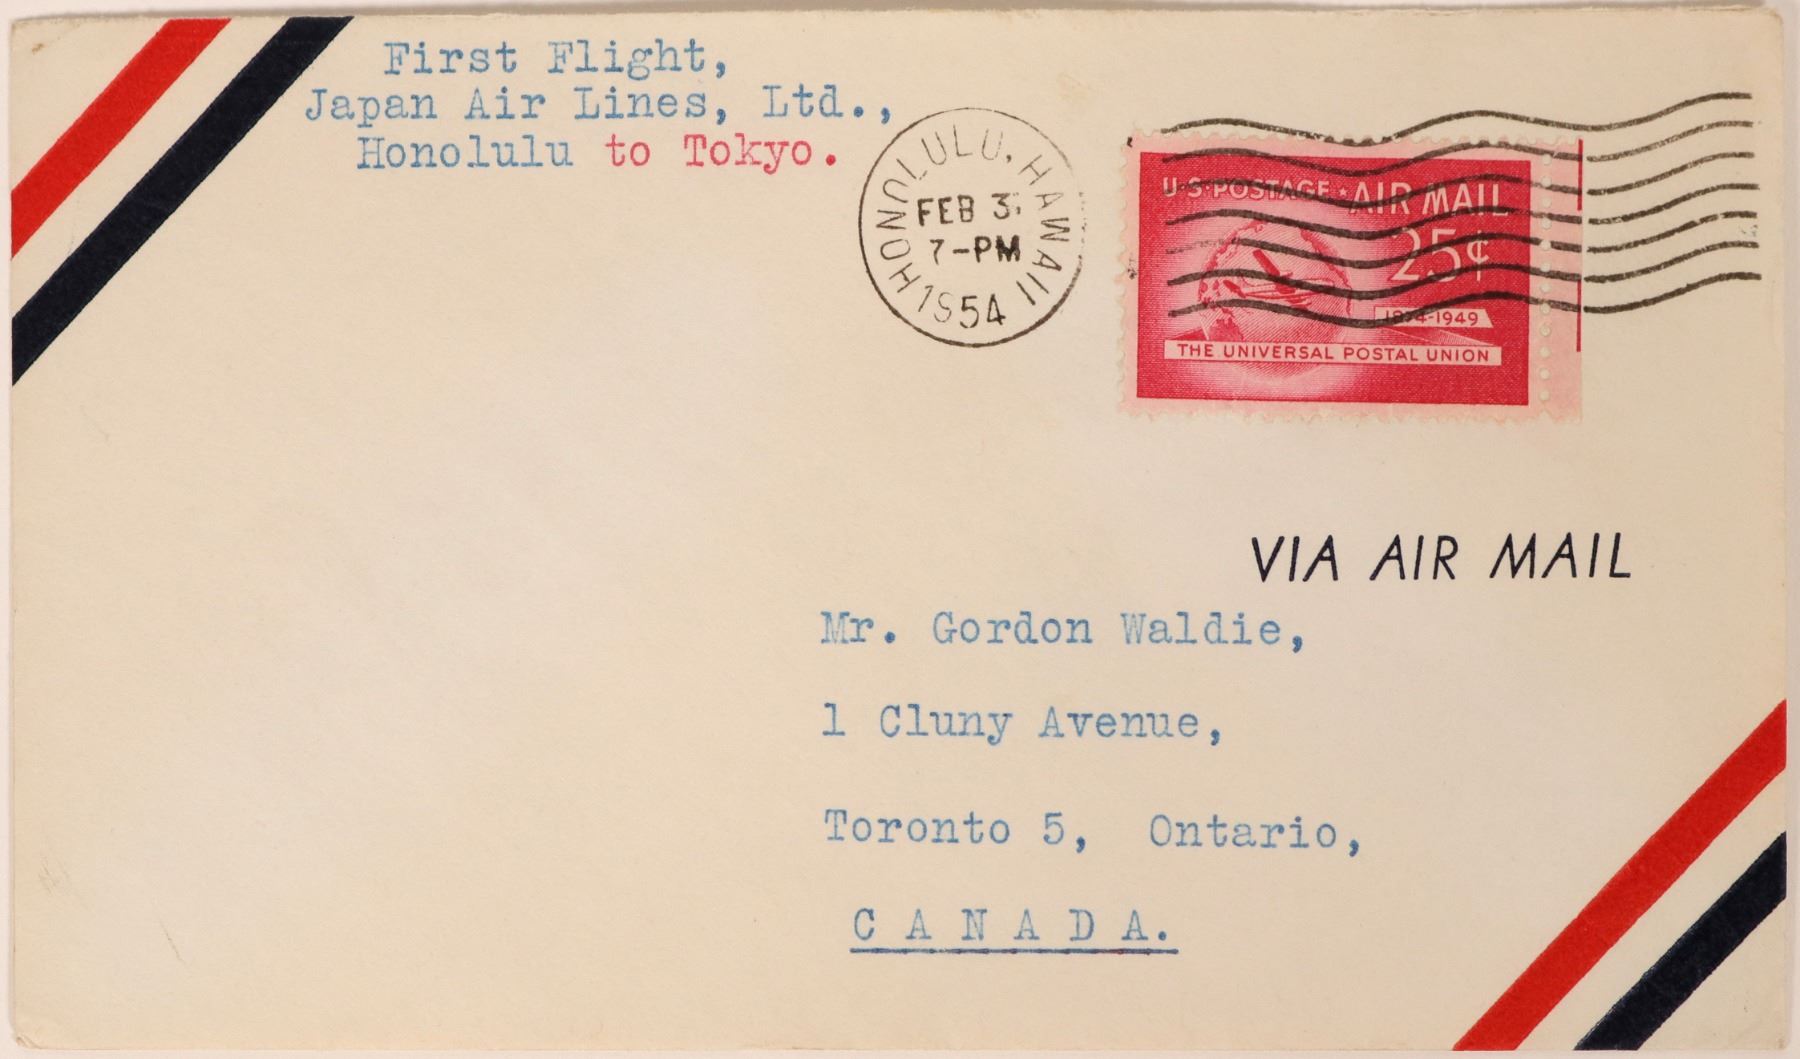 First Flight,
Japan Air Lines, Ltd.,
Honolulu to Tokyo.
HONOLULU, HAWAII
FEB 3
7-PM
1954
U·S·POSTAGE ★ AIR MAIL
25¢
1874-1949
THE UNIVERSAL POSTAL UNION
VIA AIR MAIL
Mr. Gordon Waldie,
1 Cluny Avenue,
Toronto 5, Ontario,
C A N A D A.